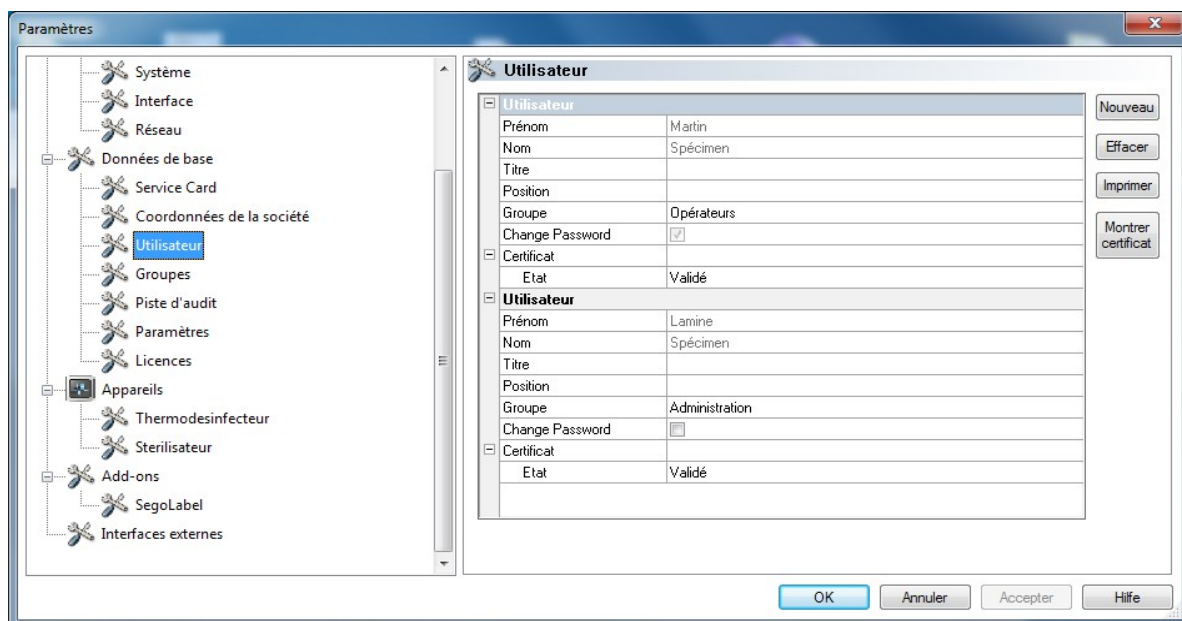 Paramètres
Système
Interface
Réseau
Données de base
Service Card
Coordonnées de la société
Utilisateur
Groupes
Piste d'audit
Paramètres
Licences
Appareils
Thermodesinfecteur
Sterilisateur
Add-ons
SegoLabel
Interfaces externes
Utilisateur
Utilisateur
Prénom Martin
Nom Spécimen
Titre
Position
Groupe Opérateurs
Change Password
Certificat
Etat Validé
Utilisateur
Prénom Lamine
Nom Spécimen
Titre
Position
Groupe Administration
Change Password
Certificat
Etat Validé
Nouveau
Effacer
Imprimer
Montrer
certificat
OK Annuler Accepter Hilfe